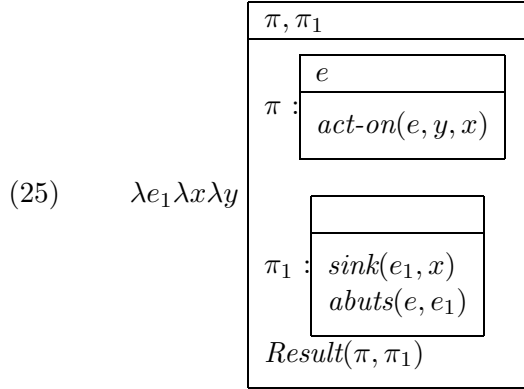 π, π₁
e
π :
act-on(e, y, x)
(25) λe₁λxλy
π₁ : sink(e₁, x)
abuts(e, e₁)
Result(π, π₁)